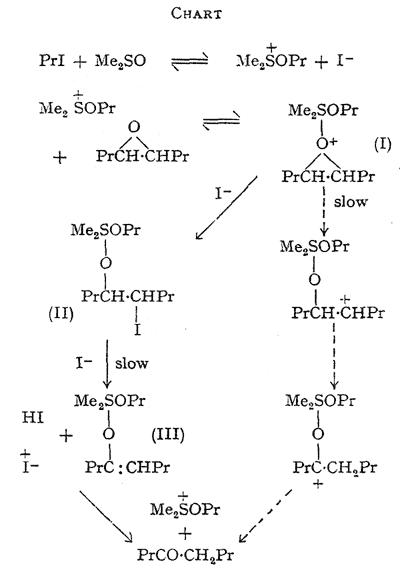 CHART
PrI + Me₂SO ⇌ Me₂S⁺OPr + I⁻
Me₂S⁺OPr
+
O
PrCH·CHPr
⇌
Me₂SOPr
O⁺
(I)
PrCH·CHPr
I⁻
slow
Me₂SOPr
O
PrCH·CHPr
(II)
I
Me₂SOPr
O
+
PrCH·CHPr
I⁻
slow
HI
+
I⁻
+
Me₂SOPr
O
(III)
PrC:CHPr
Me₂SOPr
O
PrC·CH₂Pr
+
Me₂S⁺OPr
+
PrCO·CH₂Pr